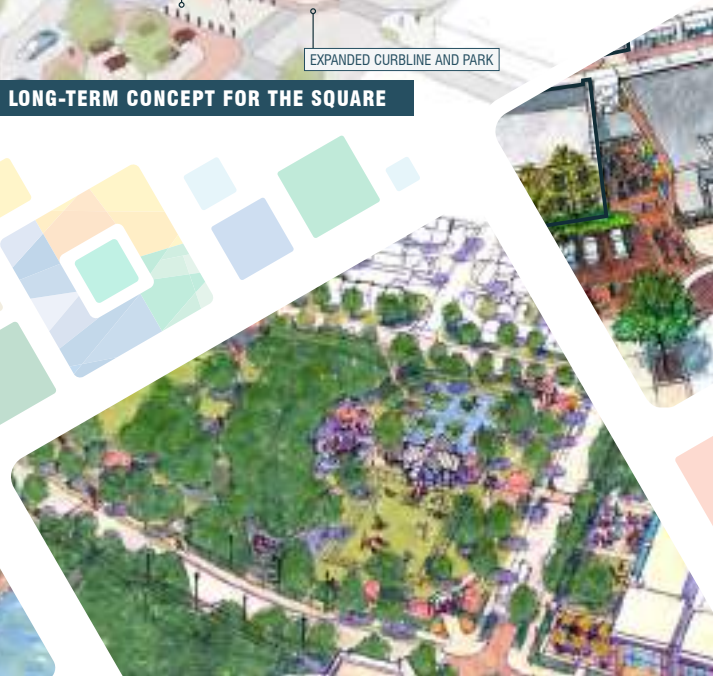 EXPANDED CURBLINE AND PARK
LONG-TERM CONCEPT FOR THE SQUARE